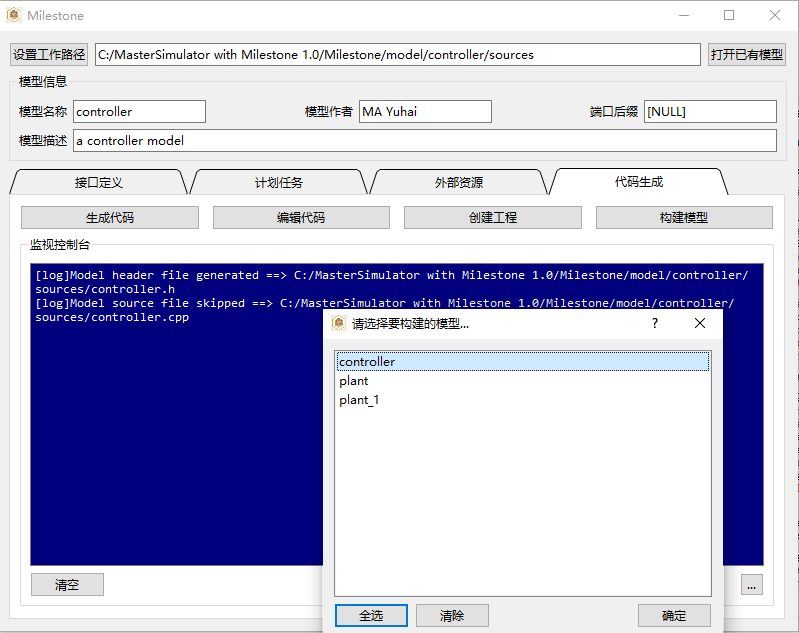 Milestone
设置工作路径 C:/MasterSimulator with Milestone 1.0/Milestone/model/controller/sources 打开已有模型
模型信息
模型名称 controller 模型作者 MA Yuhai 端口后缀 [NULL]
模型描述 a controller model
接口定义 计划任务 外部资源 代码生成
生成代码 编辑代码 创建工程 构建模型
监视控制台
[log]Model header file generated ==> C:/MasterSimulator with Milestone 1.0/Milestone/model/controller/
sources/controller.h
[log]Model source file skipped ==> C:/MasterSimulator with Milestone 1.0/Milestone/model/controller/
sources/controller.cpp
请选择要构建的模型... ?
controller
plant
plant_1
清空 ...
全选 清除 确定